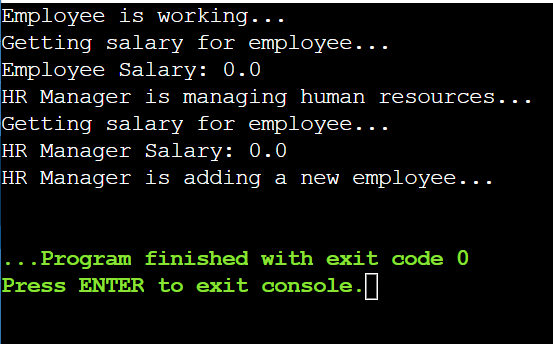 Employee is working...
Getting salary for employee...
Employee Salary: 0.0
HR Manager is managing human resources...
Getting salary for employee...
HR Manager Salary: 0.0
HR Manager is adding a new employee...
...Program finished with exit code 0
Press ENTER to exit console.